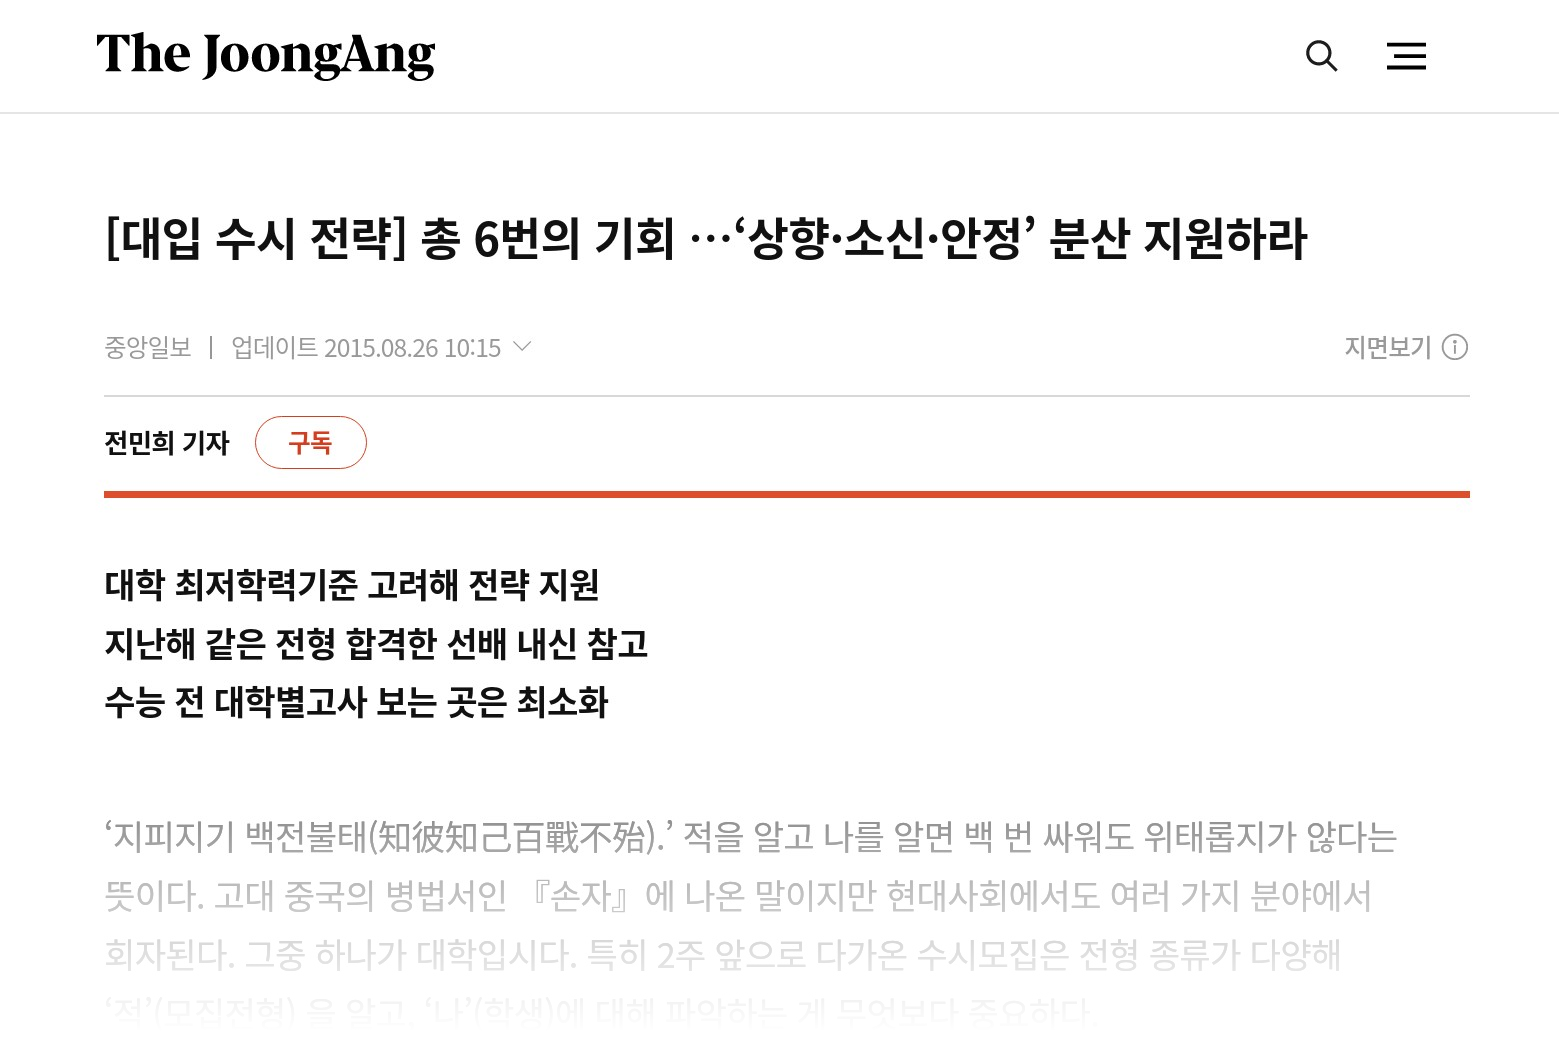 The JoongAng
[대입 수시 전략] 총 6번의 기회 …‘상향·소신·안정’ 분산 지원하라
중앙일보 | 업데이트 2015.08.26 10:15
지면보기
전민희 기자
구독
대학 최저학력기준 고려해 전략 지원
지난해 같은 전형 합격한 선배 내신 참고
수능 전 대학별고사 보는 곳은 최소화
‘지피지기 백전불태(知彼知己百戰不殆).’ 적을 알고 나를 알면 백 번 싸워도 위태롭지가 않다는
뜻이다. 고대 중국의 병법서인 『손자』에 나온 말이지만 현대사회에서도 여러 가지 분야에서
회자된다. 그중 하나가 대학입시다. 특히 2주 앞으로 다가온 수시모집은 전형 종류가 다양해
‘적’(모집전형) 을 알고, ‘나’(학생)에 대해 파악하는 게 무엇보다 중요하다.